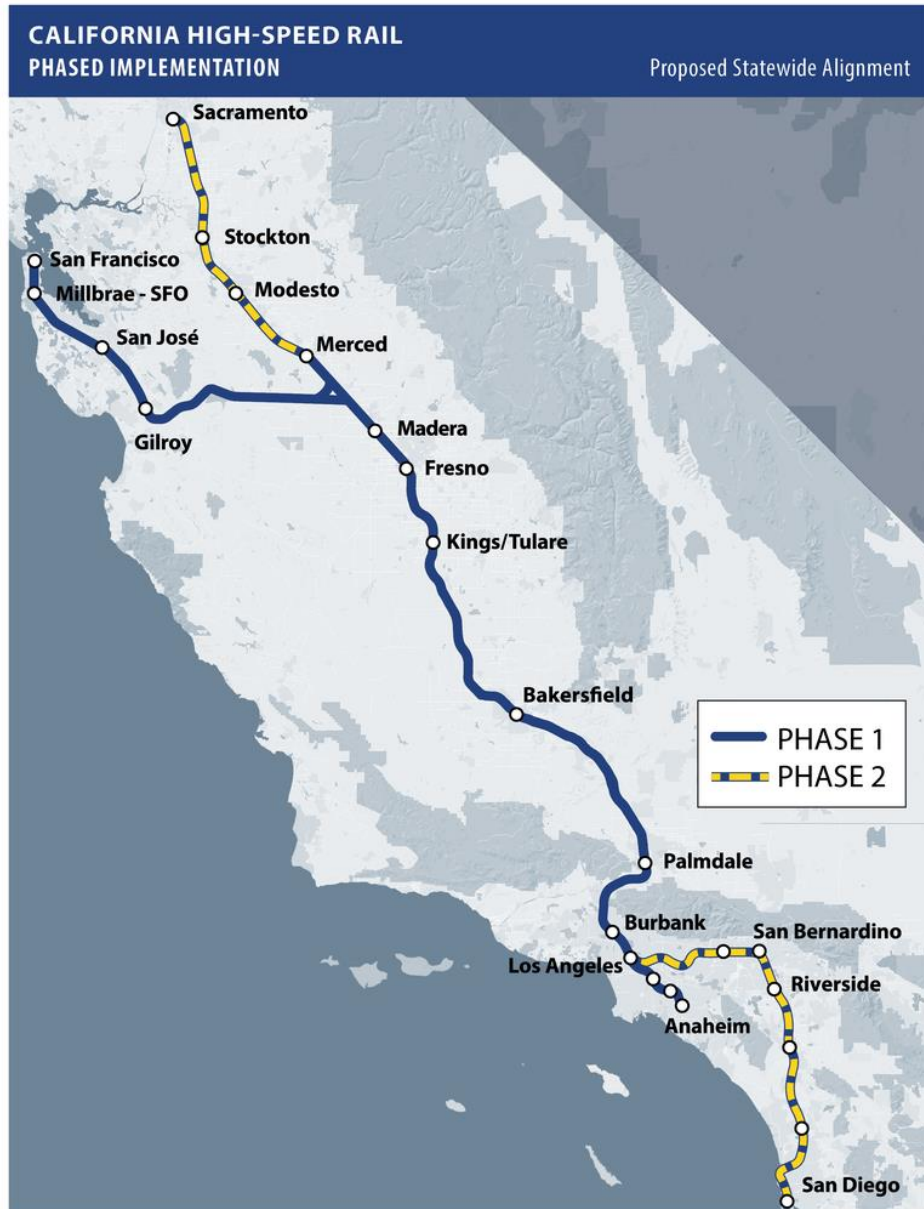 CALIFORNIA HIGH-SPEED RAIL
PHASED IMPLEMENTATION
Proposed Statewide Alignment
Sacramento
Stockton
San Francisco
Modesto
Millbrae - SFO
San José
Merced
Gilroy
Madera
Fresno
Kings/Tulare
Bakersfield
PHASE 1
PHASE 2
Palmdale
Burbank
San Bernardino
Los Angeles
Riverside
Anaheim
San Diego